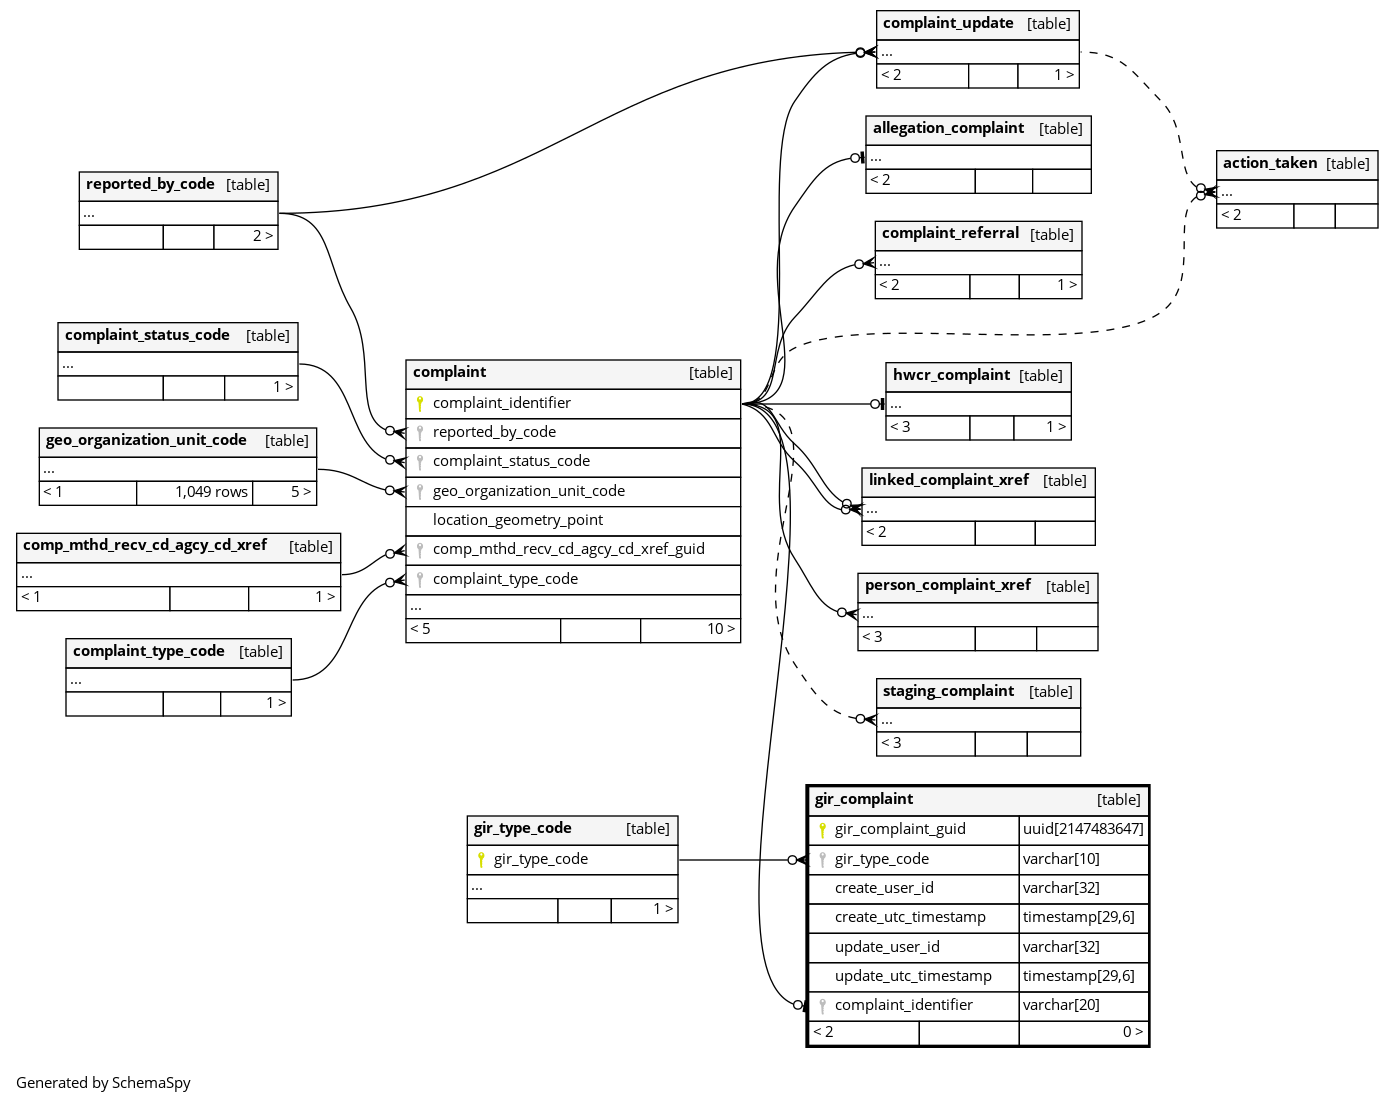 complaint_update [table]
...
< 2 1 >
allegation_complaint [table]
...
< 2
action_taken [table]
...
< 2
reported_by_code [table]
...
2 >
complaint_referral [table]
...
< 2 1 >
complaint_status_code [table]
...
1 >
complaint [table]
complaint_identifier
reported_by_code
complaint_status_code
geo_organization_unit_code
location_geometry_point
comp_mthd_recv_cd_agcy_cd_xref_guid
complaint_type_code
...
< 5 10 >
hwcr_complaint [table]
...
< 3 1 >
geo_organization_unit_code [table]
...
< 1 1,049 rows 5 >
linked_complaint_xref [table]
...
< 2
comp_mthd_recv_cd_agcy_cd_xref [table]
...
< 1 1 >
person_complaint_xref [table]
...
< 3
complaint_type_code [table]
...
1 >
staging_complaint [table]
...
< 3
gir_type_code [table]
gir_type_code
...
1 >
gir_complaint [table]
gir_complaint_guid uuid[2147483647]
gir_type_code varchar[10]
create_user_id varchar[32]
create_utc_timestamp timestamp[29,6]
update_user_id varchar[32]
update_utc_timestamp timestamp[29,6]
complaint_identifier varchar[20]
< 2 0 >
Generated by SchemaSpy